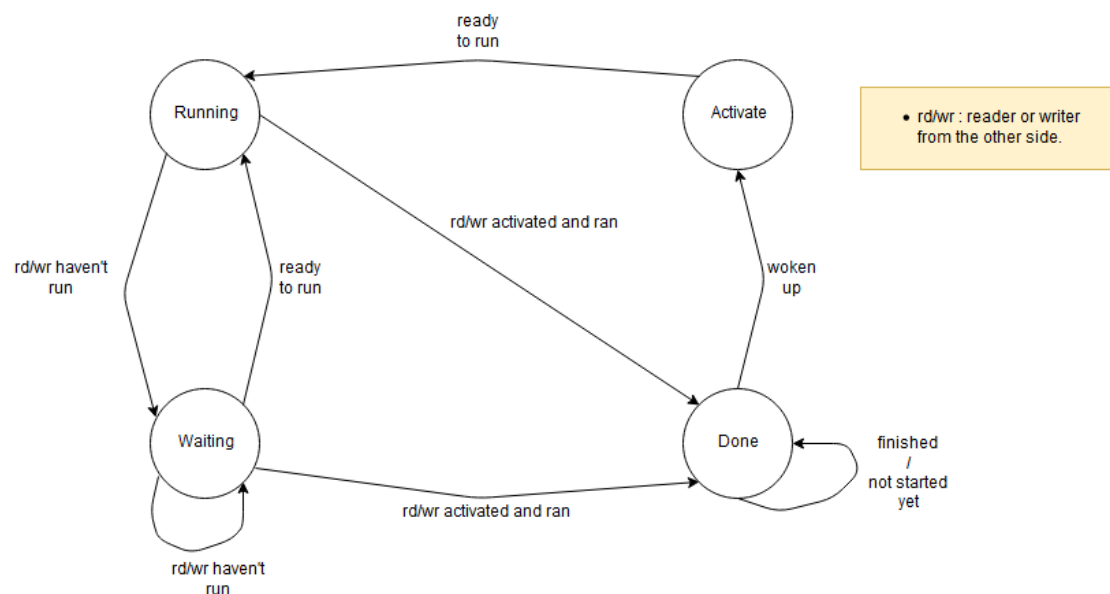 ready
to run
Running
Activate
• rd/wr : reader or writer
from the other side.
rd/wr activated and ran
rd/wr haven't
run
ready
to run
woken
up
Waiting
Done
finished
/
not started
yet
rd/wr activated and ran
rd/wr haven't
run